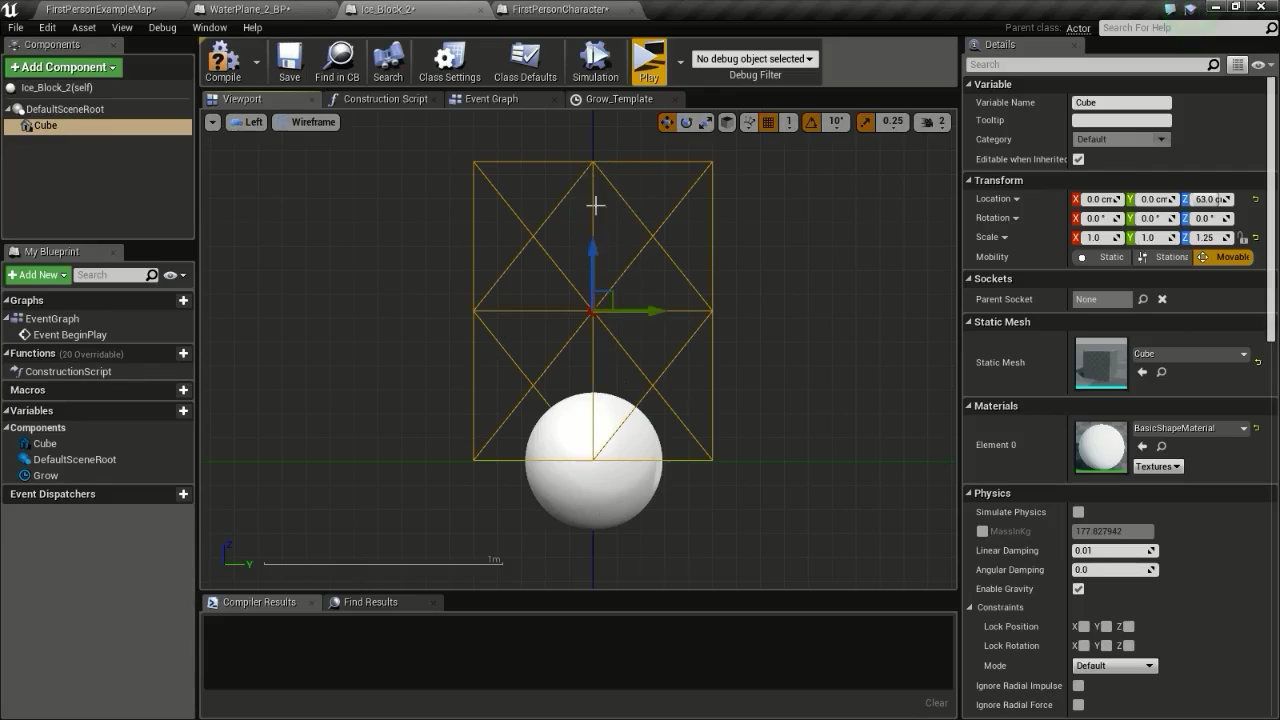 FirstPersonExampleMap*
WaterPlane_2_BP*
Ice_Block_2*
FirstPersonCharacter*
File Edit Asset View Debug Window Help
Parent class: Actor
Search For Help
Components
+ Add Component
Ice_Block_2(self)
DefaultSceneRoot
Cube
Compile
Save
Find in CB
Search
Class Settings
Class Defaults
Simulation
Play
No debug object selected
Debug Filter
Viewport
Construction Script
Event Graph
Grow_Template
Left
Wireframe
1
10°
0.25
2
Z
Y
1m
My Blueprint
+ Add New
Search
Graphs
EventGraph
Event BeginPlay
Functions (20 Overridable)
ConstructionScript
Macros
Variables
Components
Cube
DefaultSceneRoot
Grow
Event Dispatchers
Compiler Results
Find Results
Clear
Details
Search
Variable
Variable Name Cube
Tooltip
Category Default
Editable when Inherited
Transform
Location X 0.0 cm Y 0.0 cm Z 63.0 c
Rotation X 0.0 ° Y 0.0 ° Z 0.0 °
Scale X 1.0 Y 1.0 Z 1.25
Mobility Static Stationa Movable
Sockets
Parent Socket None
Static Mesh
Static Mesh Cube
Materials
Element 0 BasicShapeMaterial
Textures
Physics
Simulate Physics
MassInKg 177.827942
Linear Damping 0.01
Angular Damping 0.0
Enable Gravity
Constraints
Lock Position X Y Z
Lock Rotation X Y Z
Mode Default
Ignore Radial Impulse
Ignore Radial Force